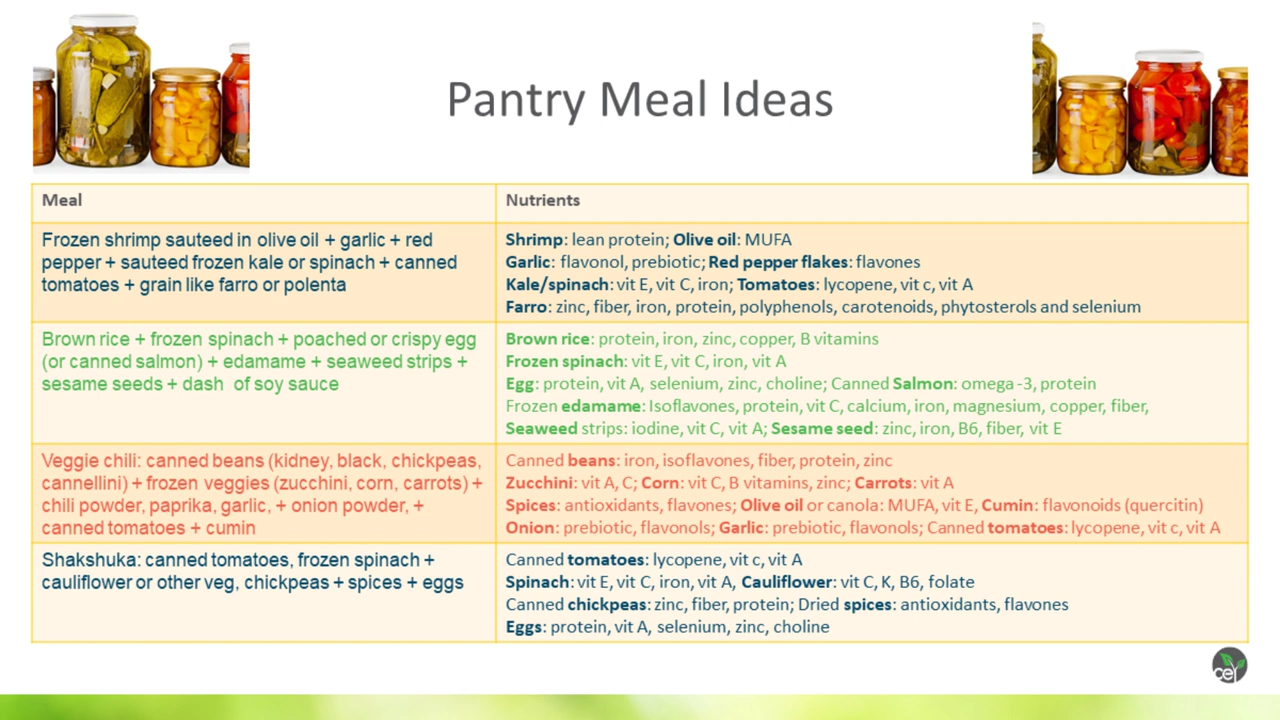 Pantry Meal Ideas
Meal
Nutrients
Frozen shrimp sauteed in olive oil + garlic + red
pepper + sauteed frozen kale or spinach + canned
tomatoes + grain like farro or polenta
Shrimp: lean protein; Olive oil: MUFA
Garlic: flavonol, prebiotic; Red pepper flakes: flavones
Kale/spinach: vit E, vit C, iron; Tomatoes: lycopene, vit c, vit A
Farro: zinc, fiber, iron, protein, polyphenols, carotenoids, phytosterols and selenium
Brown rice + frozen spinach + poached or crispy egg
(or canned salmon) + edamame + seaweed strips +
sesame seeds + dash of soy sauce
Brown rice: protein, iron, zinc, copper, B vitamins
Frozen spinach: vit E, vit C, iron, vit A
Egg: protein, vit A, selenium, zinc, choline; Canned Salmon: omega-3, protein
Frozen edamame: Isoflavones, protein, vit C, calcium, iron, magnesium, copper, fiber,
Seaweed strips: iodine, vit C, vit A; Sesame seed: zinc, iron, B6, fiber, vit E
Veggie chili: canned beans (kidney, black, chickpeas,
cannellini) + frozen veggies (zucchini, corn, carrots) +
chili powder, paprika, garlic, + onion powder, +
canned tomatoes + cumin
Canned beans: iron, isoflavones, fiber, protein, zinc
Zucchini: vit A, C; Corn: vit C, B vitamins, zinc; Carrots: vit A
Spices: antioxidants, flavones; Olive oil or canola: MUFA, vit E, Cumin: flavonoids (quercitin)
Onion: prebiotic, flavonols; Garlic: prebiotic, flavonols; Canned tomatoes: lycopene, vit c, vit A
Shakshuka: canned tomatoes, frozen spinach +
cauliflower or other veg, chickpeas + spices + eggs
Canned tomatoes: lycopene, vit c, vit A
Spinach: vit E, vit C, iron, vit A, Cauliflower: vit C, K, B6, folate
Canned chickpeas: zinc, fiber, protein; Dried spices: antioxidants, flavones
Eggs: protein, vit A, selenium, zinc, choline
cey